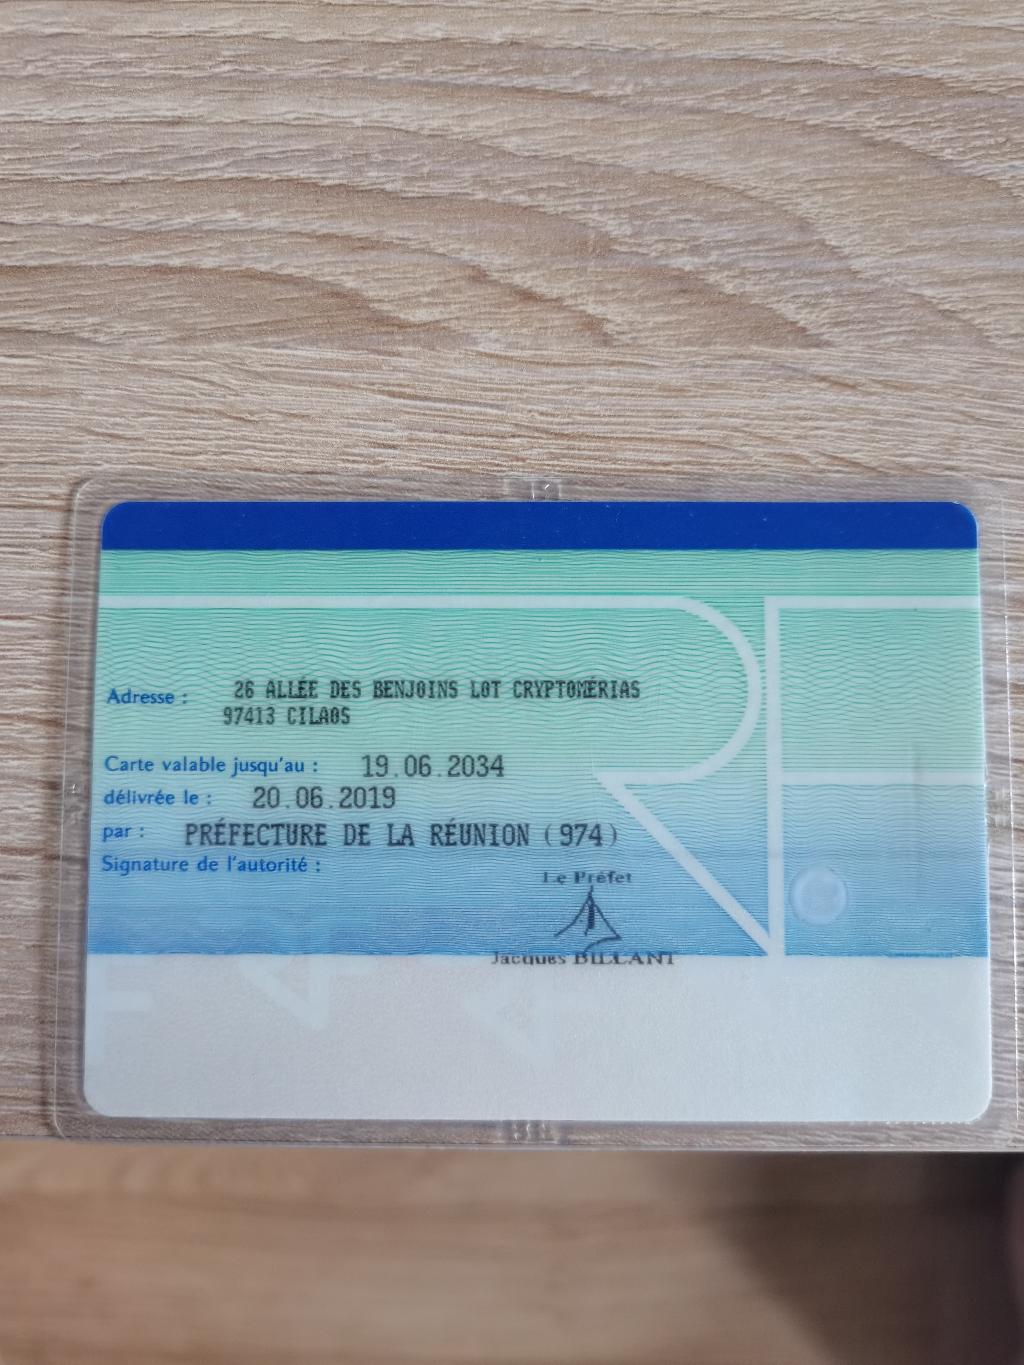 Adresse : 26 ALLÉE DES BENJOINS LOT CRYPTOMÉRIAS
97413 CILAOS
Carte valable jusqu'au : 19.06.2034
délivrée le : 20.06.2019
par : PRÉFECTURE DE LA RÉUNION (974)
Signature de l'autorité :
Le Préfet
Jacques BILLANT
RF